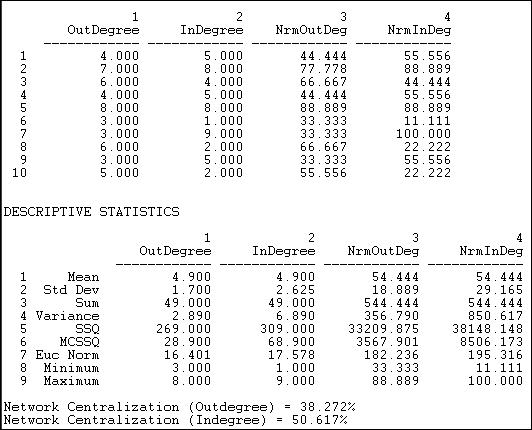 1 2 3 4
OutDegree InDegree NrmOutDeg NrmInDeg
------------ ------------ ------------ ------------
1 4.000 5.000 44.444 55.556
2 7.000 8.000 77.778 88.889
3 6.000 4.000 66.667 44.444
4 4.000 5.000 44.444 55.556
5 8.000 8.000 88.889 88.889
6 3.000 1.000 33.333 11.111
7 3.000 9.000 33.333 100.000
8 6.000 2.000 66.667 22.222
9 3.000 5.000 33.333 55.556
10 5.000 2.000 55.556 22.222
DESCRIPTIVE STATISTICS
1 2 3 4
OutDegree InDegree NrmOutDeg NrmInDeg
------------ ------------ ------------ ------------
1 Mean 4.900 4.900 54.444 54.444
2 Std Dev 1.700 2.625 18.889 29.165
3 Sum 49.000 49.000 544.444 544.444
4 Variance 2.890 6.890 356.790 850.617
5 SSQ 269.000 309.000 33209.875 38148.148
6 MCSSQ 28.900 68.900 3567.901 8506.173
7 Euc Norm 16.401 17.578 182.236 195.316
8 Minimum 3.000 1.000 33.333 11.111
9 Maximum 8.000 9.000 88.889 100.000
Network Centralization (Outdegree) = 38.272%
Network Centralization (Indegree) = 50.617%